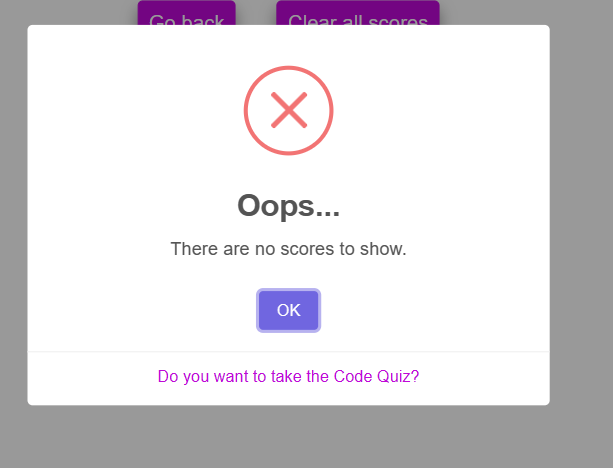 Go back Clear all scores
Oops...
There are no scores to show.
OK
Do you want to take the Code Quiz?